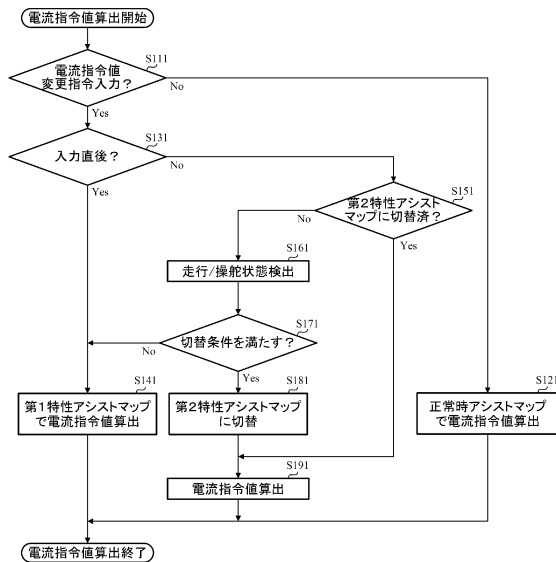 電流指令値算出開始
S111
電流指令値
変更指令入力？
No
Yes
S131
入力直後？
No
Yes
S151
第2特性アシスト
マップに切替済？
No
Yes
S161
走行/操舵状態検出
S171
切替条件を満たす？
No
Yes
S141
第1特性アシストマップ
で電流指令値算出
S181
第2特性アシストマップ
に切替
S121
正常時アシストマップ
で電流指令値算出
S191
電流指令値算出
電流指令値算出終了